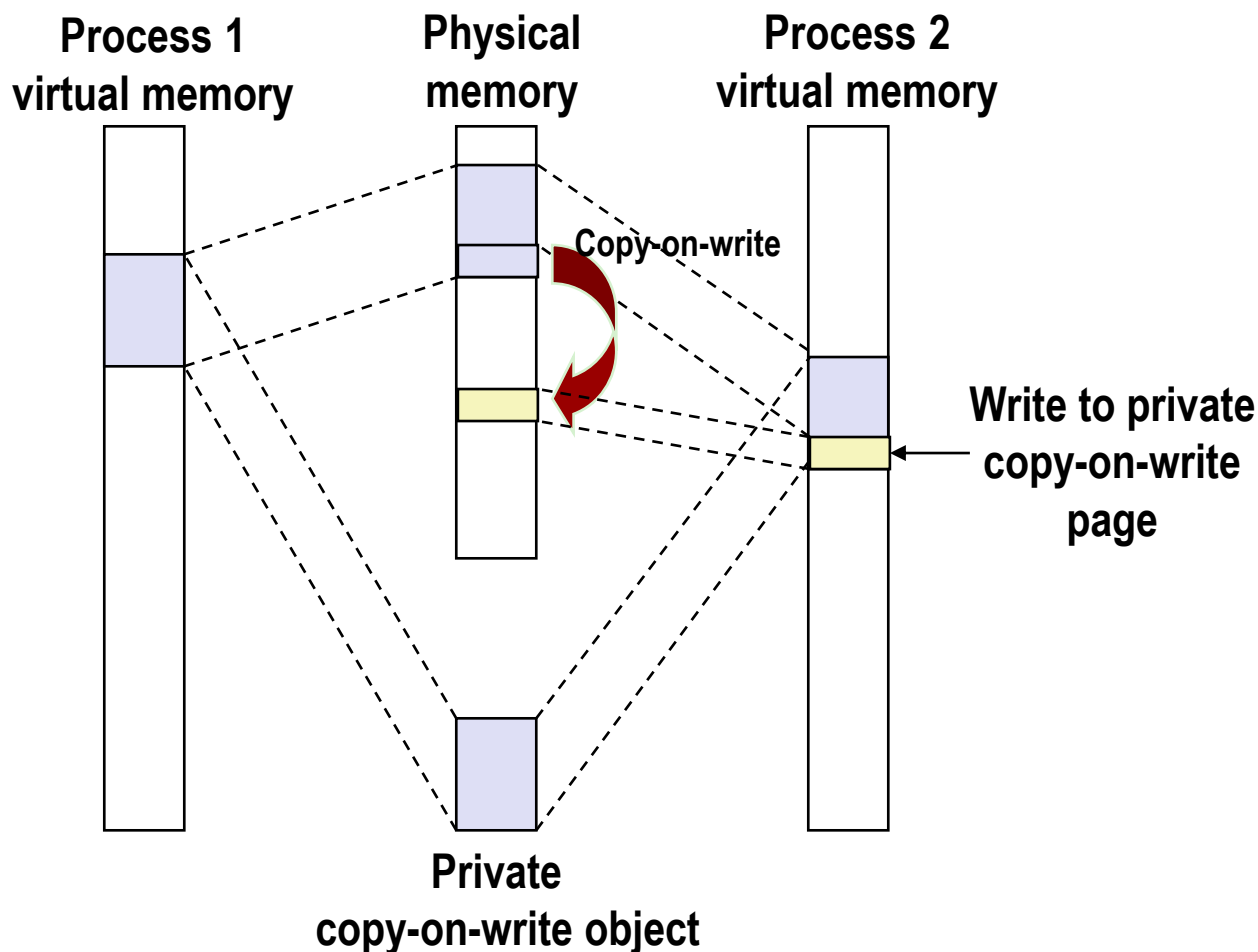 Process 1
virtual memory
Physical
memory
Process 2
virtual memory
Copy-on-write
Write to private
copy-on-write
page
Private
copy-on-write object